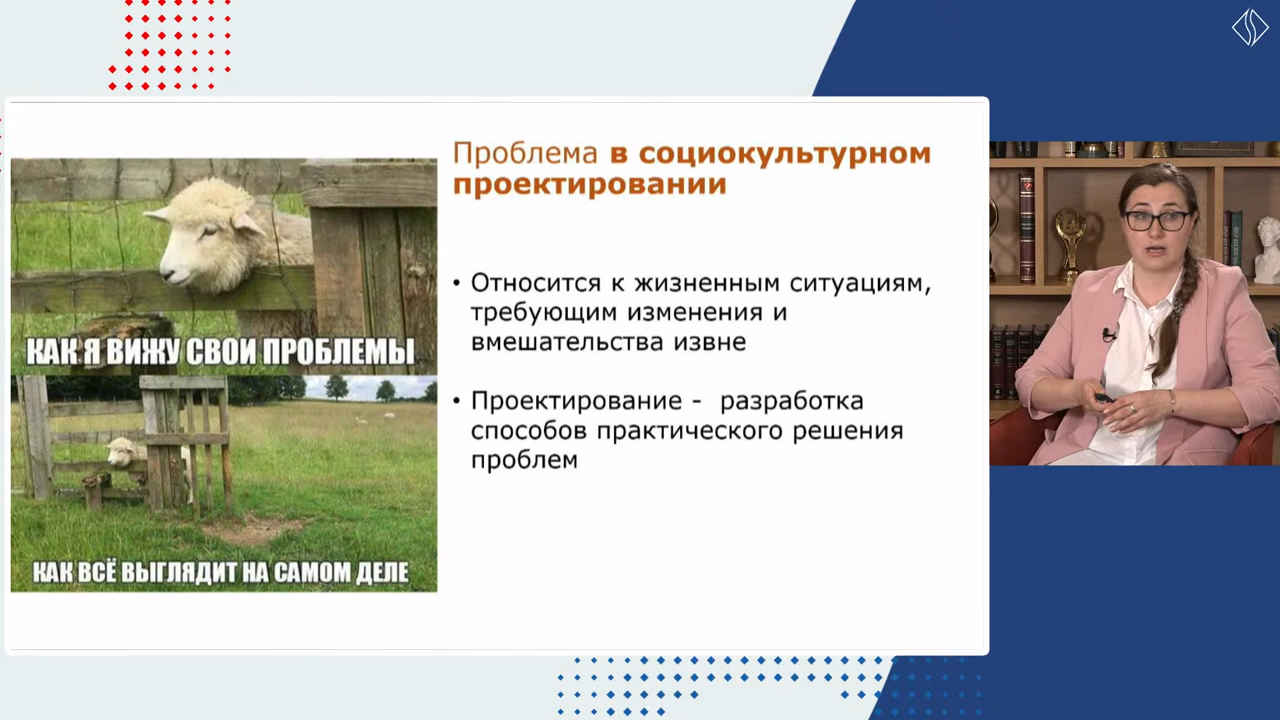 Проблема в социокультурном
проектировании
• Относится к жизненным ситуациям,
требующим изменения и
вмешательства извне
• Проектирование - разработка
способов практического решения
проблем
КАК Я ВИЖУ СВОИ ПРОБЛЕМЫ
КАК ВСЁ ВЫГЛЯДИТ НА САМОМ ДЕЛЕ